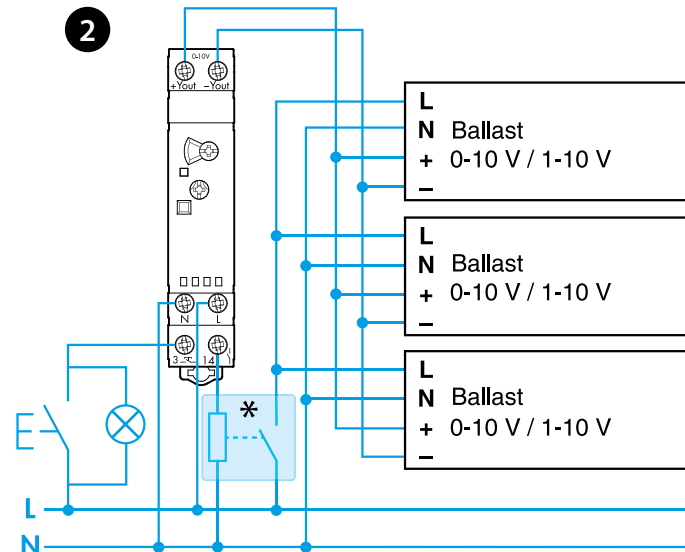 2
0-10V
+Yout −Yout
L
N Ballast
+ 0-10 V / 1-10 V
−
L
N Ballast
+ 0-10 V / 1-10 V
−
L
N Ballast
+ 0-10 V / 1-10 V
−
N L
3 14
*
L
N